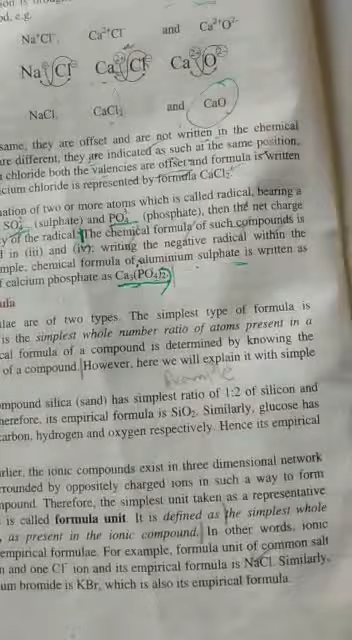 d, e.g.
Na⁺Cl⁻, Ca²⁺Cl⁻ and Ca²⁺O²⁻
Na Cl Ca Cl Ca O
NaCl, CaCl₂ and CaO
same, they are offset and are not written in the chemical
are different, they are indicated as such at the same position,
chloride both the valencies are offset and formula is written
cium chloride is represented by formula CaCl₂.
nation of two or more atoms which is called radical, bearing a
(sulphate) and (phosphate), then the net charge
y of the radical. The chemical formula of such compounds is
d in (iii) and (iv); writing the negative radical within the
mple, chemical formula of aluminium sulphate is written as
f calcium phosphate as Ca₃(PO₄)₂.
ula
lae are of two types. The simplest type of formula is
is the simplest whole number ratio of atoms present in a
cal formula of a compound is determined by knowing the
of a compound. However, here we will explain it with simple
mpound silica (sand) has simplest ratio of 1:2 of silicon and
herefore, its empirical formula is SiO₂. Similarly, glucose has
carbon, hydrogen and oxygen respectively. Hence its empirical
rlier, the ionic compounds exist in three dimensional network
rrounded by oppositely charged ions in such a way to form
mpound. Therefore, the simplest unit taken as a representative
is called formula unit. It is defined as the simplest whole
, as present in the ionic compound. In other words, ionic
empirical formulae. For example, formula unit of common salt
n and one Cl⁻ ion and its empirical formula is NaCl. Similarly,
um bromide is KBr, which is also its empirical formula.